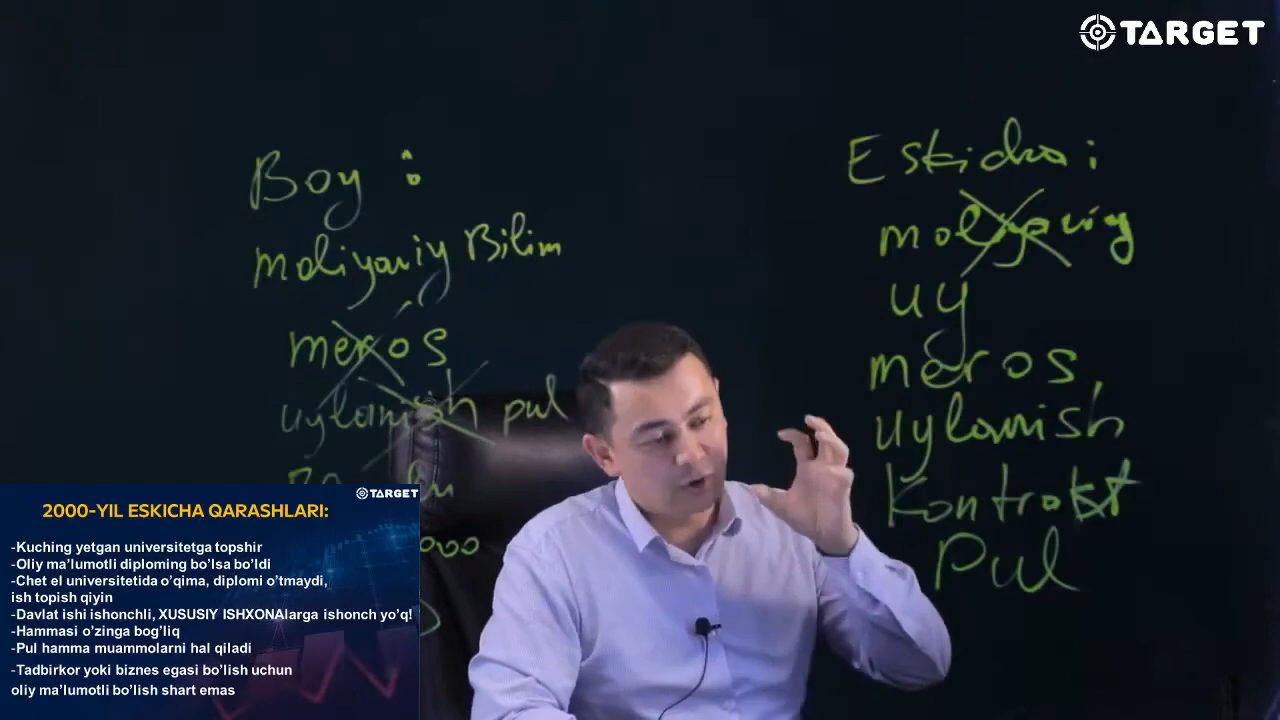 TARGET
Boy :
moliyaviy Bilim
meros
uylanish pul
000
Eskicha :
moliyaviy
uy
meros,
uylanish
Kontrakt
Pul
TARGET
2000-YIL ESKICHA QARASHLARI:
-Kuching yetgan universitetga topshir
-Oliy ma’lumotli diploming bo’lsa bo’ldi
-Chet el universitetida o’qima, diplomi o’tmaydi,
ish topish qiyin
-Davlat ishi ishonchli, XUSUSIY ISHXONAlarga ishonch yo’q!
-Hammasi o’zinga bog’liq
-Pul hamma muammolarni hal qiladi
-Tadbirkor yoki biznes egasi bo’lish uchun
oliy ma’lumotli bo’lish shart emas